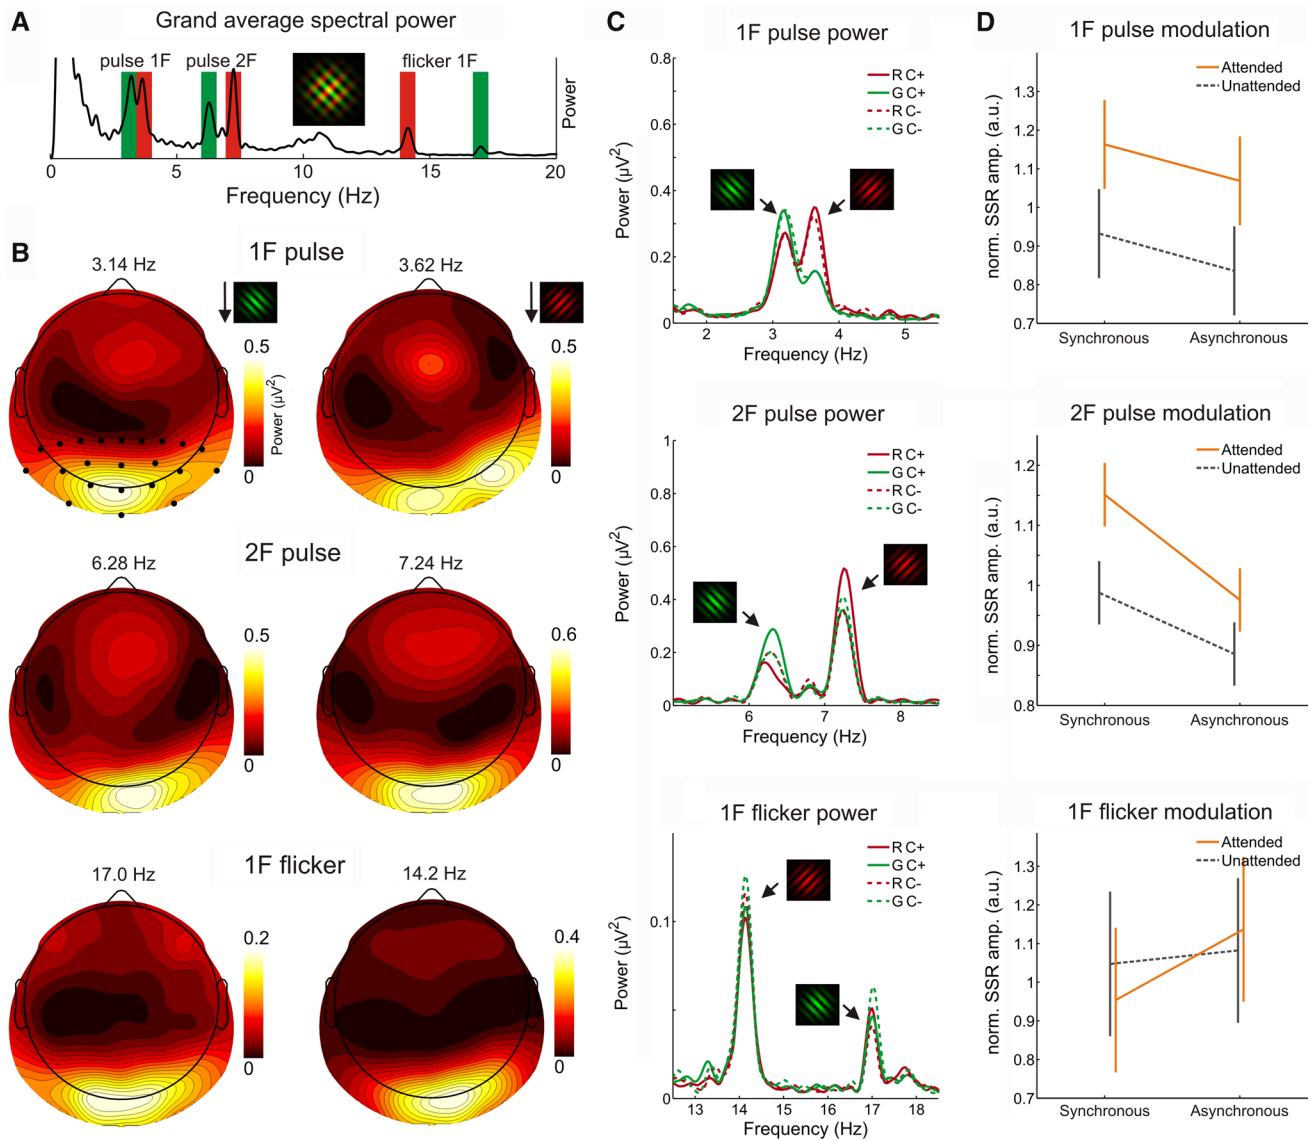 A
Grand average spectral power
pulse 1F
pulse 2F
flicker 1F
Power
0
5
10
15
20
Frequency (Hz)
B
1F pulse
3.14 Hz
3.62 Hz
0.5
Power (µV²)
0
0.5
0
2F pulse
6.28 Hz
7.24 Hz
0.5
0
0.6
0
1F flicker
17.0 Hz
14.2 Hz
0.2
0
0.4
0
C
1F pulse power
0.8
0.6
0.4
0.2
0
Power (µV²)
R C+
G C+
R C-
G C-
2
3
4
5
Frequency (Hz)
2F pulse power
1
0.8
0.6
0.4
0.2
0
Power (µV²)
R C+
G C+
R C-
G C-
6
7
8
Frequency (Hz)
1F flicker power
0.1
0
Power (µV²)
R C+
G C+
R C-
G C-
13
14
15
16
17
18
Frequency (Hz)
D
1F pulse modulation
Attended
Unattended
1.3
1.2
1.1
1
0.9
0.8
0.7
norm. SSR amp. (a.u.)
Synchronous
Asynchronous
2F pulse modulation
Attended
Unattended
1.2
1.1
1
0.9
0.8
norm. SSR amp. (a.u.)
Synchronous
Asynchronous
1F flicker modulation
Attended
Unattended
1.3
1.2
1.1
1
0.9
0.8
0.7
norm. SSR amp. (a.u.)
Synchronous
Asynchronous